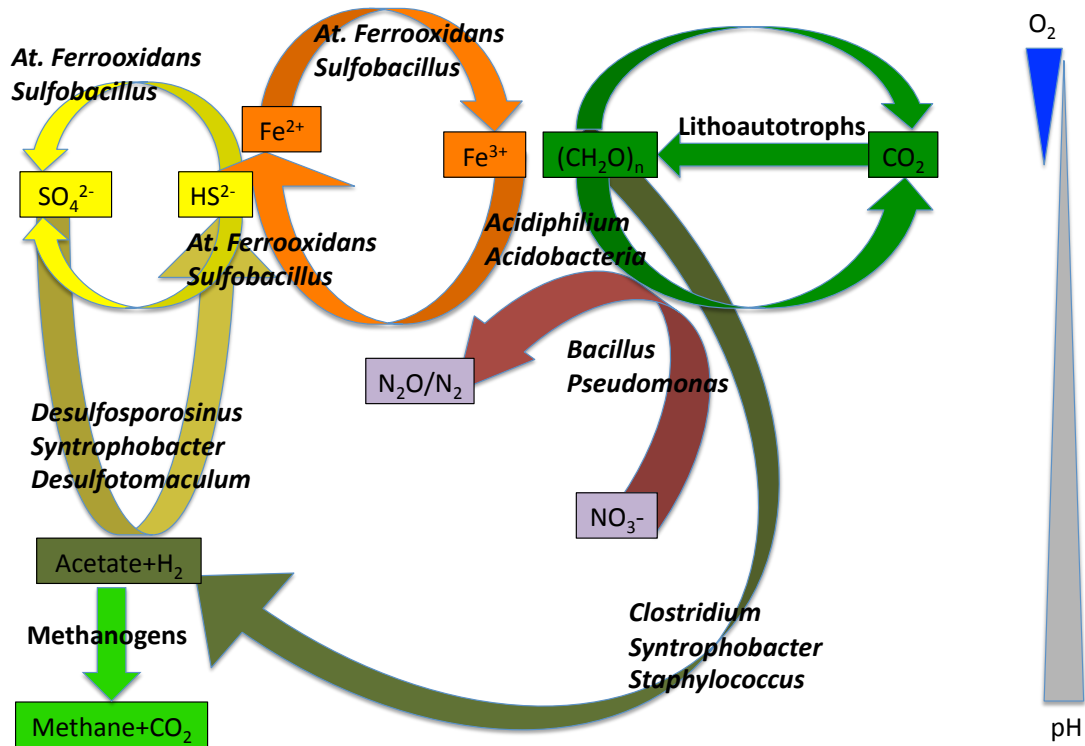 O₂
At. Ferrooxidans
Sulfobacillus
At. Ferrooxidans
Sulfobacillus
Fe²⁺
Fe³⁺
(CH₂O)ₙ
Lithoautotrophs
CO₂
SO₄²⁻
HS²⁻
At. Ferrooxidans
Sulfobacillus
Acidiphilium
Acidobacteria
N₂O/N₂
Bacillus
Pseudomonas
Desulfosporosinus
Syntrophobacter
Desulfotomaculum
NO₃-
Acetate+H₂
Methanogens
Clostridium
Syntrophobacter
Staphylococcus
Methane+CO₂
pH